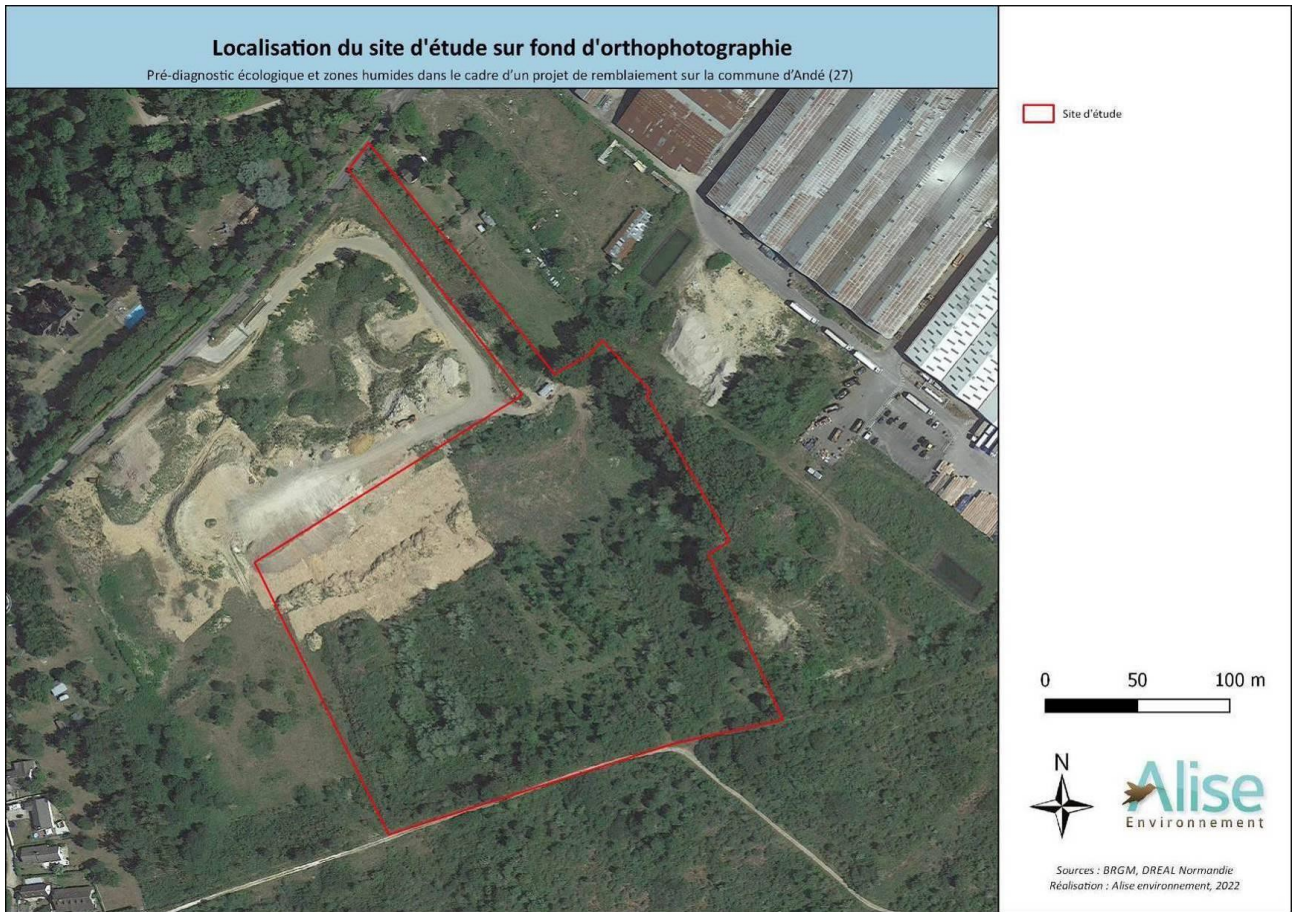 Localisation du site d'étude sur fond d'orthophotographie
Pré-diagnostic écologique et zones humides dans le cadre d'un projet de remblaiement sur la commune d'Andé (27)
Site d'étude
0 50 100 m
N
Alise
Environnement
Sources : BRGM, DREAL Normandie
Réalisation : Alise environnement, 2022